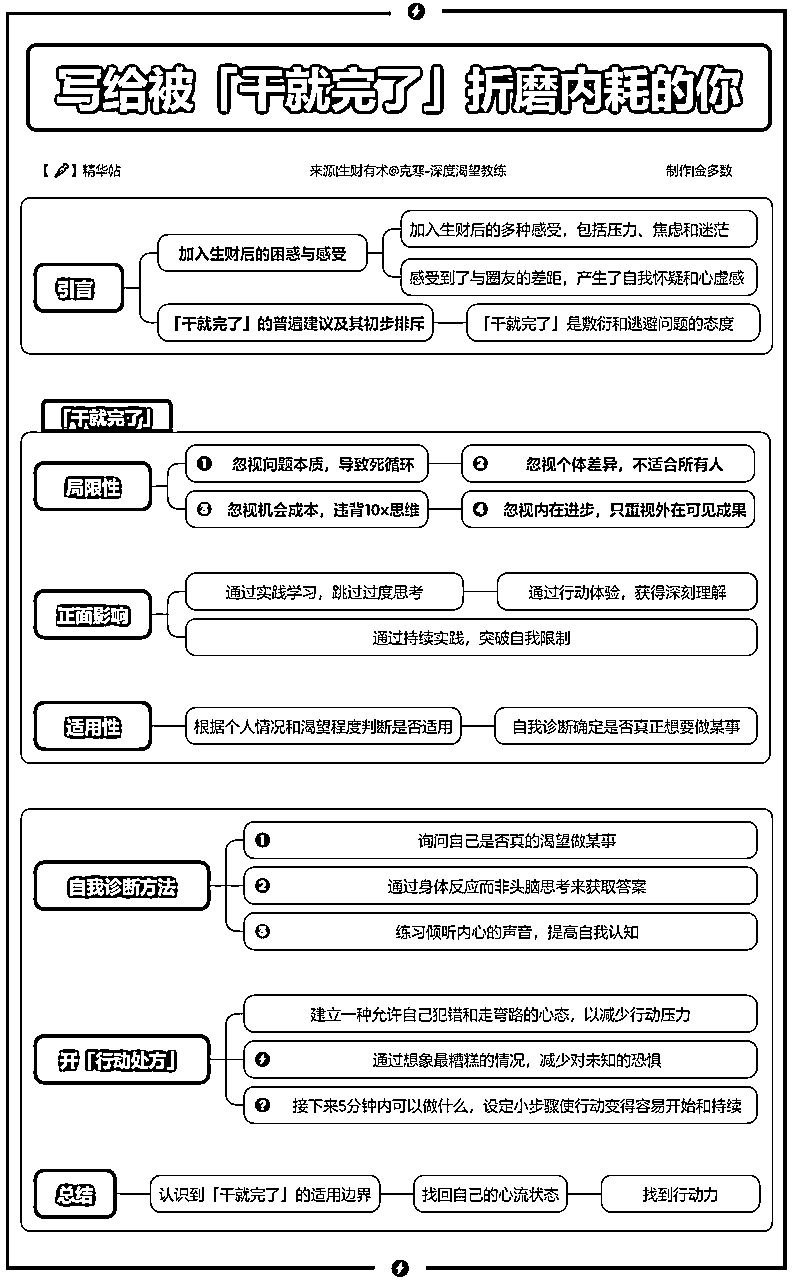 写给被「干就完了」折磨内耗的你
【🖊】精华帖
来源|生财有术@克寒-深度渴望教练
制作|金多数
引言
加入生财后的困惑与感受
加入生财后的多种感受，包括压力、焦虑和迷茫
感受到了与圈友的差距，产生了自我怀疑和心虚感
「干就完了」的普遍建议及其初步排斥
「干就完了」是敷衍和逃避问题的态度
「干就完了」
局限性
❶ 忽视问题本质，导致死循环
❷ 忽视个体差异，不适合所有人
❸ 忽视机会成本，违背10x思维
❹ 忽视内在进步，只重视外在可见成果
正面影响
通过实践学习，跳过过度思考
通过行动体验，获得深刻理解
通过持续实践，突破自我限制
适用性
根据个人情况和渴望程度判断是否适用
自我诊断确定是否真正想要做某事
自我诊断方法
❶ 询问自己是否真的渴望做某事
❷ 通过身体反应而非头脑思考来获取答案
❸ 练习倾听内心的声音，提高自我认知
开「行动处方」
建立一种允许自己犯错和走弯路的心态，以减少行动压力
通过想象最糟糕的情况，减少对未知的恐惧
? 接下来5分钟内可以做什么，设定小步骤使行动变得容易开始和持续
总结
认识到「干就完了」的适用边界
找回自己的心流状态
找到行动力